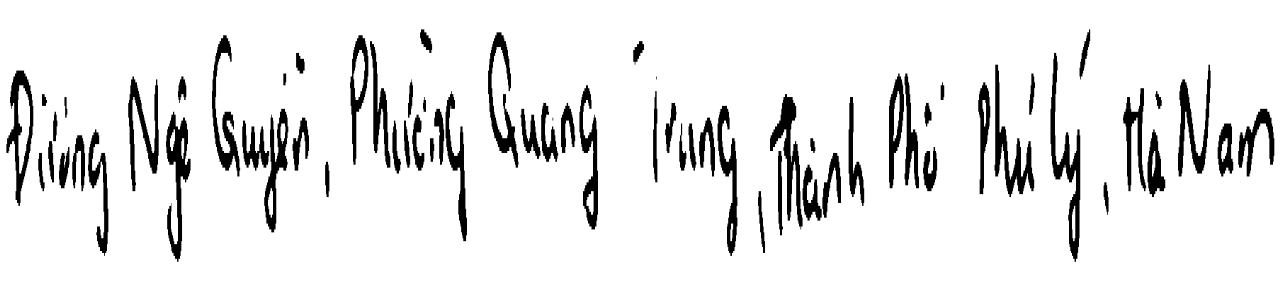 Đường Ngô Quyền, Phường Quang Trung, Thành Phố Phủ Lý, Hà Nam